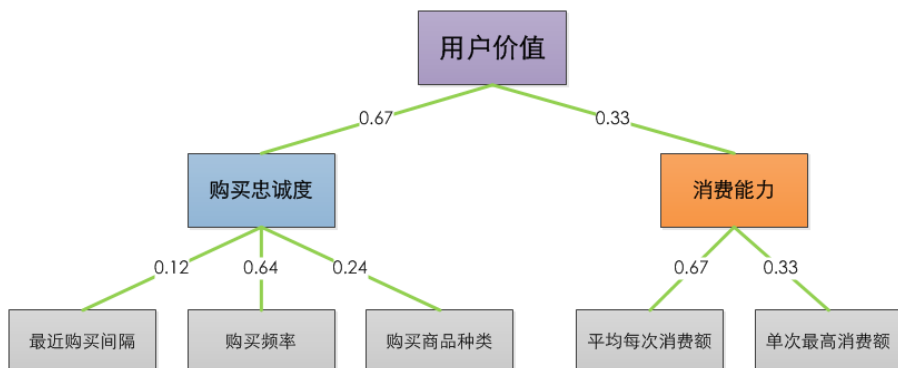 用户价值
0.67
0.33
购买忠诚度
消费能力
0.12
0.64
0.24
0.67
0.33
最近购买间隔
购买频率
购买商品种类
平均每次消费额
单次最高消费额